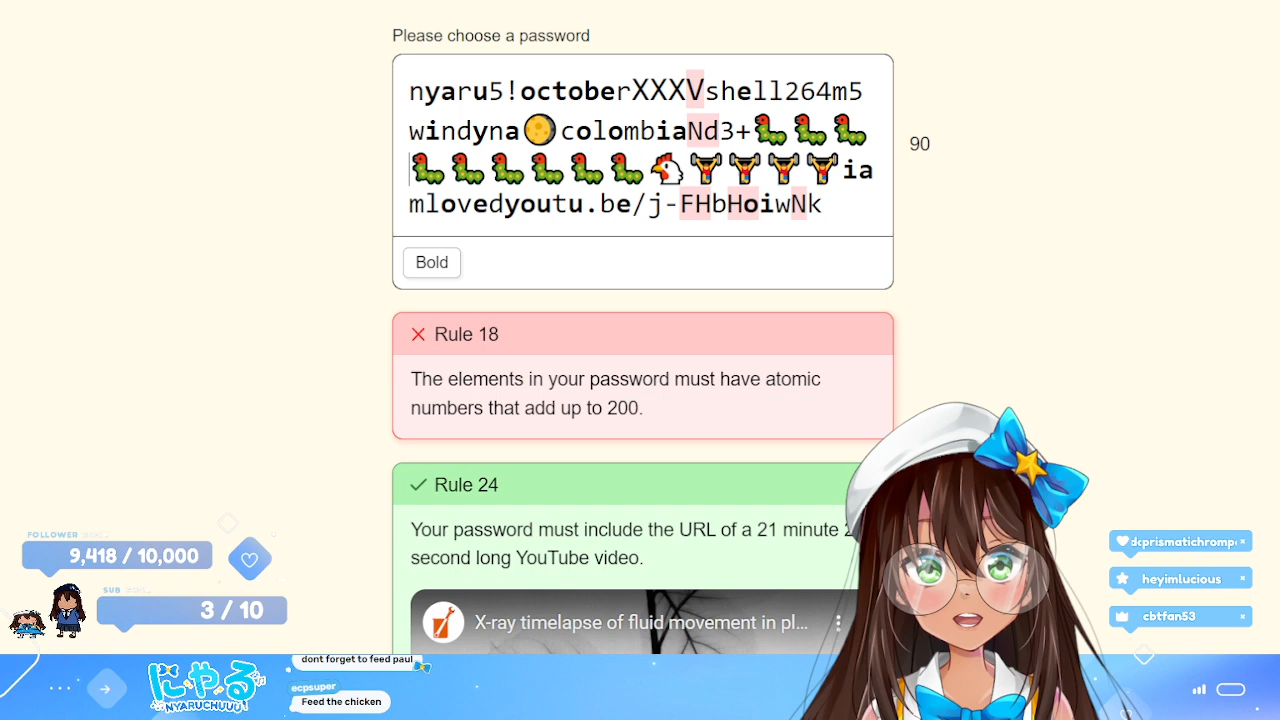 Please choose a password
nyaru5!octoberXXXVshell264m5
windyna🌕colombiaNd3+🐛🐛🐛
🐛🐛🐛🐛🐛🐛🐔🏋️🏋️🏋️🏋️ia
mlovedyoutu.be/j-FHbHoiwNk
90
Bold
Rule 18
The elements in your password must have atomic
numbers that add up to 200.
Rule 24
Your password must include the URL of a 21 minute
second long YouTube video.
X-ray timelapse of fluid movement in pl...
FOLLOWER
9,418 / 10,000
SUB
3 / 10
heyimlucious
cbtfan53
にゃる
NYARUCHUUU
dont forget to feed paul
ecpsuper
Feed the chicken